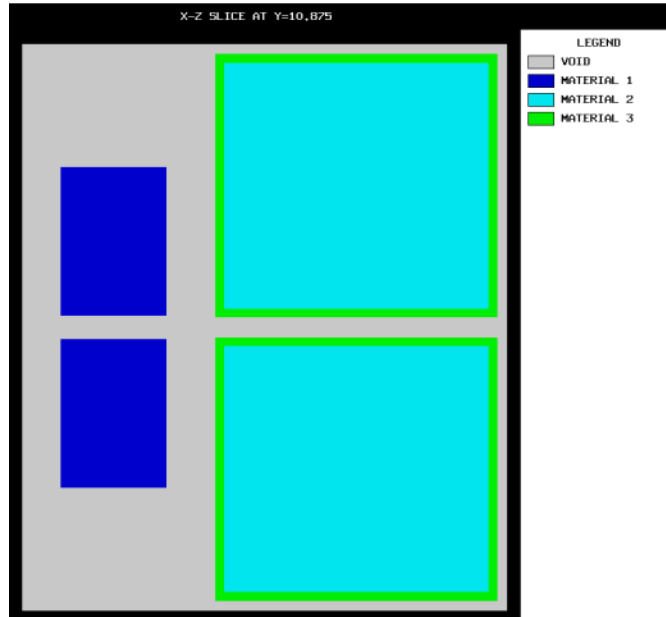 X-Z SLICE AT Y=10.875
LEGEND
VOID
MATERIAL 1
MATERIAL 2
MATERIAL 3